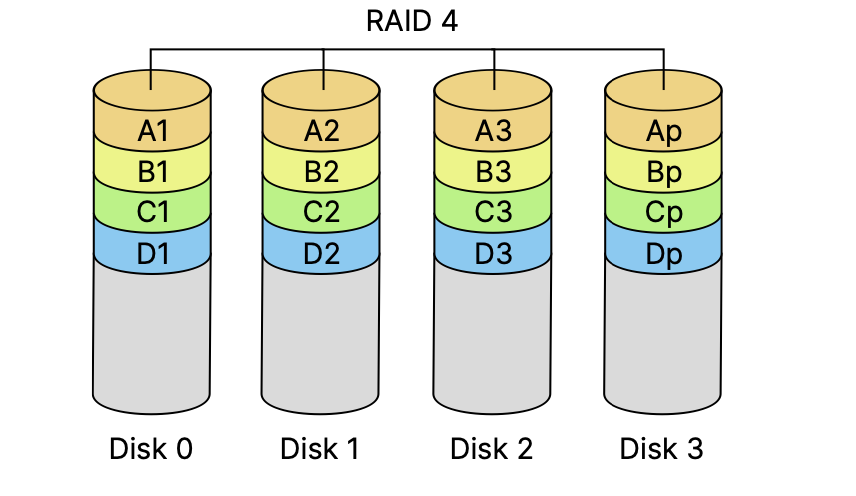 RAID 4
A1 A2 A3 Ap
B1 B2 B3 Bp
C1 C2 C3 Cp
D1 D2 D3 Dp
Disk 0 Disk 1 Disk 2 Disk 3